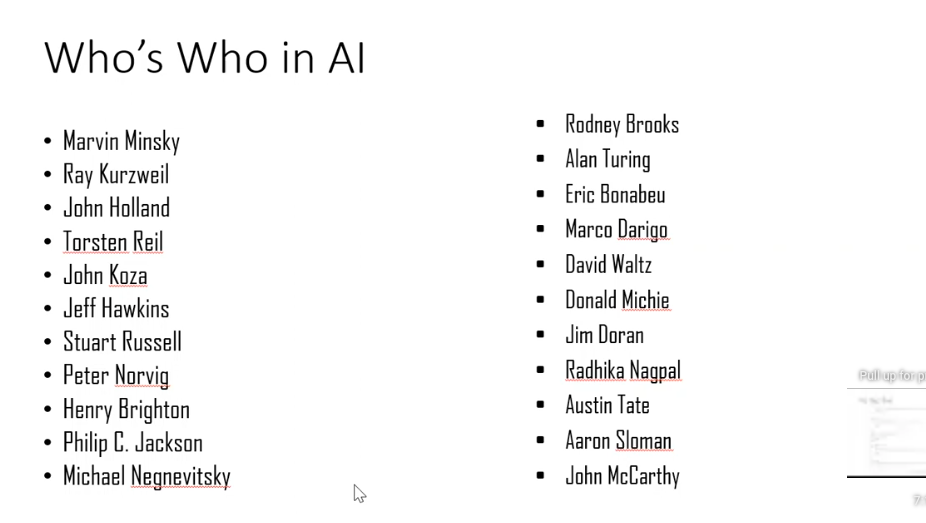 Who's Who in AI
• Marvin Minsky
• Ray Kurzweil
• John Holland
• Torsten Reil
• John Koza
• Jeff Hawkins
• Stuart Russell
• Peter Norvig
• Henry Brighton
• Philip C. Jackson
• Michael Negnevitsky
▪ Rodney Brooks
▪ Alan Turing
▪ Eric Bonabeu
▪ Marco Darigo
▪ David Waltz
▪ Donald Michie
▪ Jim Doran
▪ Radhika Nagpal
▪ Austin Tate
▪ Aaron Sloman
▪ John McCarthy
Pull up for